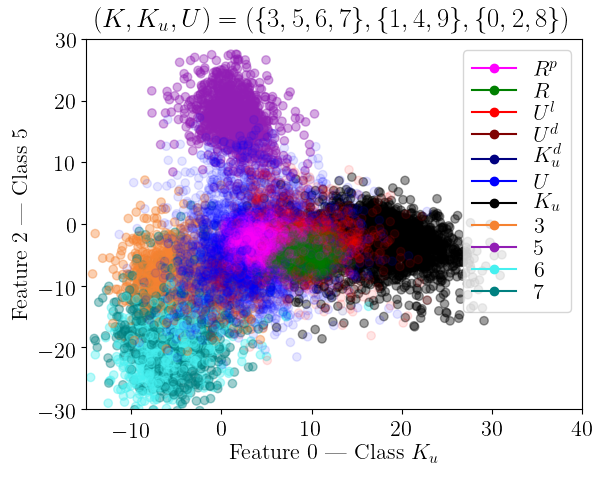 (K, K_u, U) = ({3, 5, 6, 7}, {1, 4, 9}, {0, 2, 8})
30
20
10
0
−10
−20
−30
Feature 2 — Class 5
R^p
R
U^l
U^d
K_u^d
U
K_u
3
5
6
7
−10
0
10
20
30
40
Feature 0 — Class K_u